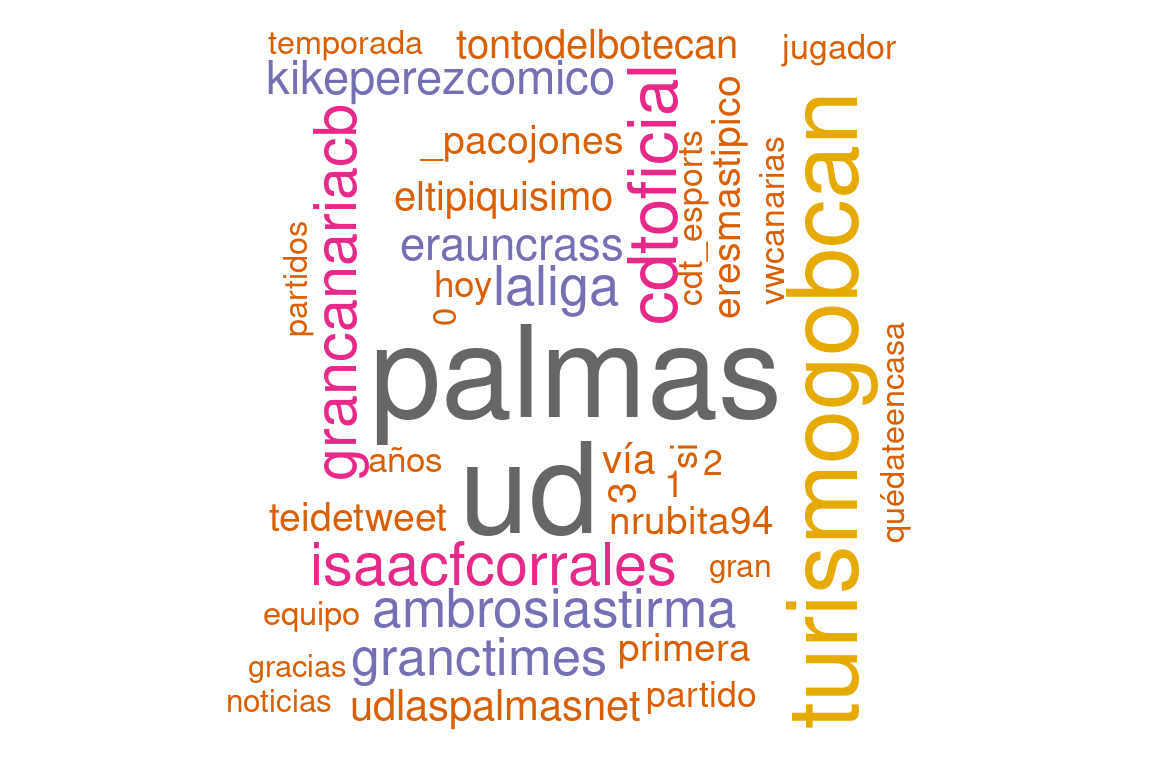 temporada
tontodelbotecan
jugador
kikeperezcomico
cdtoficial
eresmastipico
turismogobcan
grancanariacb
_pacojones
cdt_esports
vwcanarias
eltipiquisimo
partidos
erauncrass
hoy
laliga
0
palmas
quédateencasa
años
ud
vía
si
2
3
1
teidetweet
nrubita94
isaacfcorrales
gran
equipo
ambrosiastirma
gracias
granctimes
primera
noticias
udlaspalmasnet
partido